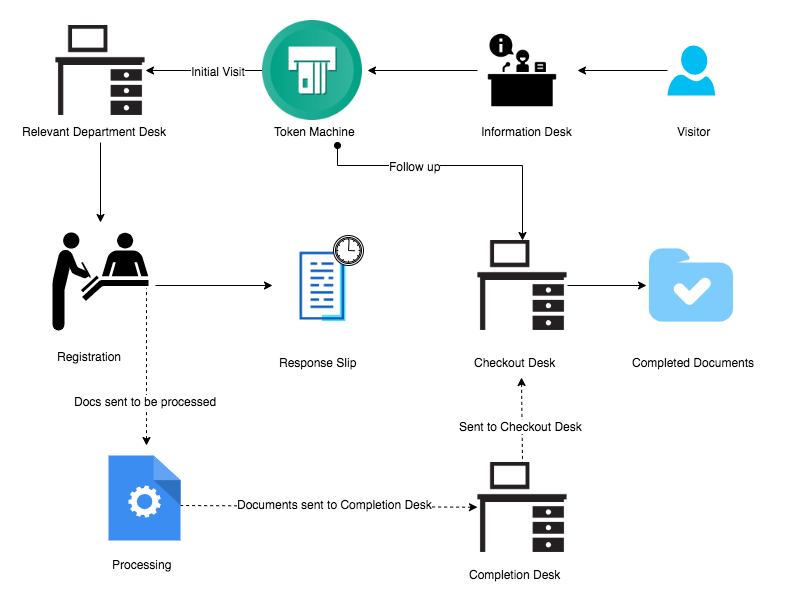 Initial Visit
Relevant Department Desk
Token Machine
Information Desk
Visitor
Follow up
Registration
Response Slip
Checkout Desk
Completed Documents
Docs sent to be processed
Sent to Checkout Desk
Documents sent to Completion Desk
Processing
Completion Desk